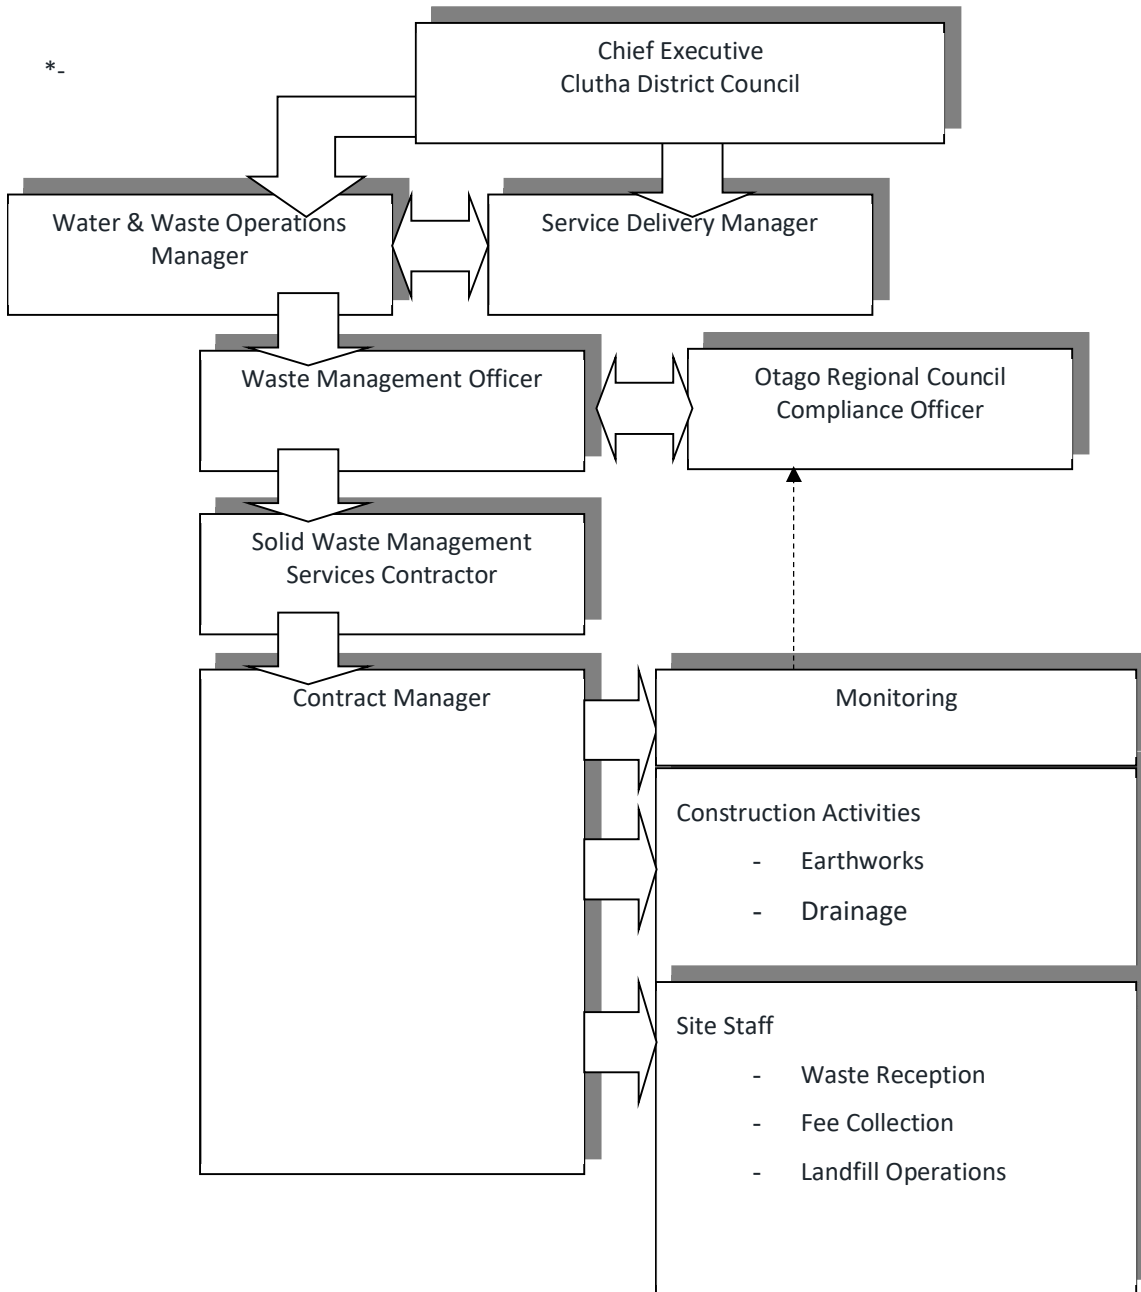 Chief Executive
Clutha District Council
*-
Water & Waste Operations
Manager
Service Delivery Manager
Waste Management Officer
Otago Regional Council
Compliance Officer
Solid Waste Management
Services Contractor
Contract Manager
Monitoring
Construction Activities
- Earthworks
- Drainage
Site Staff
- Waste Reception
- Fee Collection
- Landfill Operations